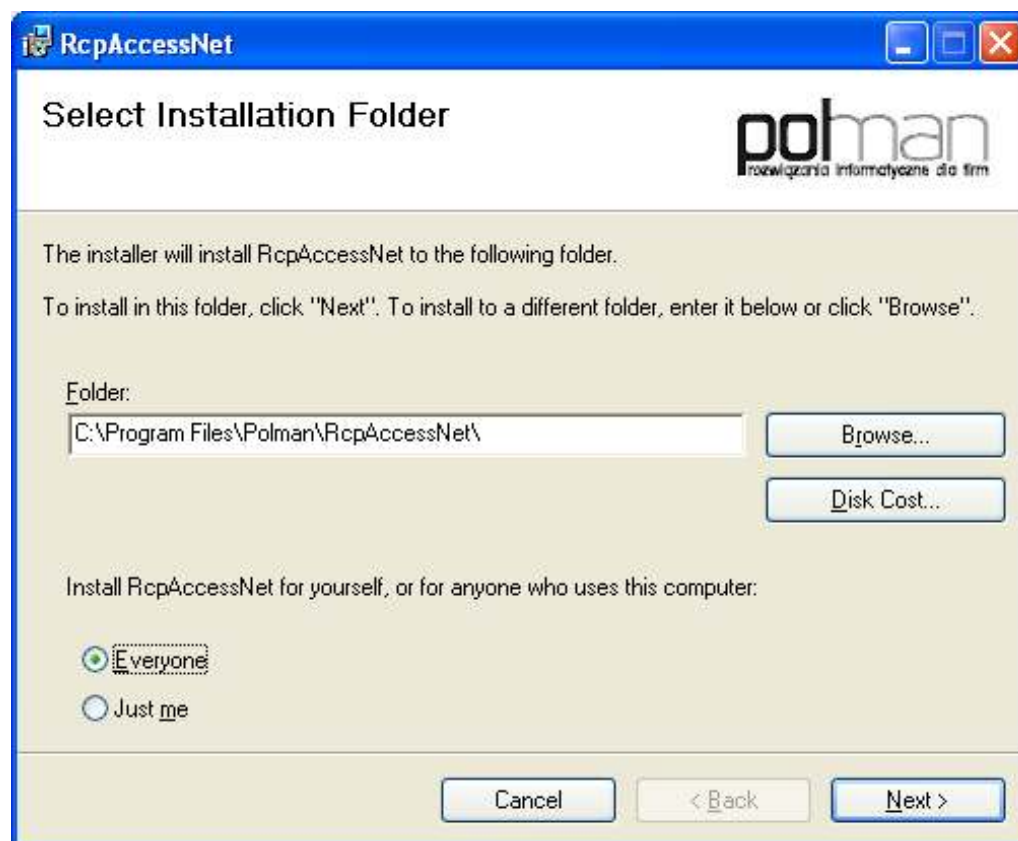 RcpAccessNet
Select Installation Folder
polman
rozwiązania informatyczne dla firm
The installer will install RcpAccessNet to the following folder.
To install in this folder, click "Next". To install to a different folder, enter it below or click "Browse".
Folder:
C:\Program Files\Polman\RcpAccessNet\
Browse...
Disk Cost...
Install RcpAccessNet for yourself, or for anyone who uses this computer:
Everyone
Just me
Cancel < Back Next >